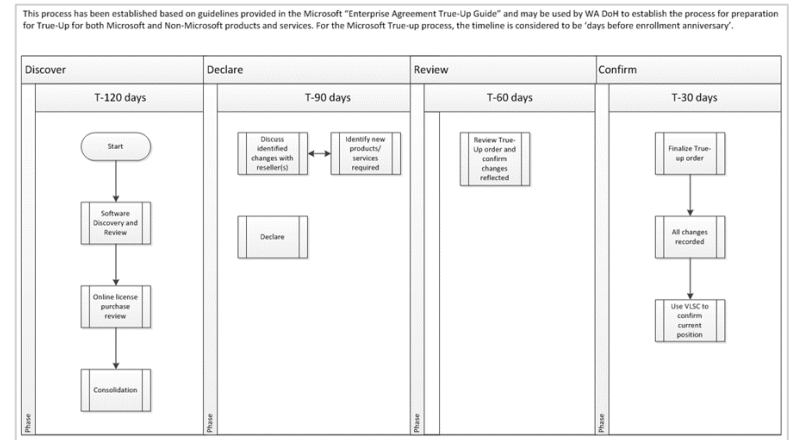 This process has been established based on guidelines provided in the Microsoft "Enterprise Agreement True-Up Guide" and may be used by WA DoH to establish the process for preparation
for True-Up for both Microsoft and Non-Microsoft products and services. For the Microsoft True-up process, the timeline is considered to be 'days before enrollment anniversary'.
Discover
T-120 days
Start
Software
Discovery and
Review
Online license
purchase
review
Consolidation
Phase
Declare
T-90 days
Discuss
identified
changes with
reseller(s)
Identify new
products/
services
required
Declare
Phase
Review
T-60 days
Review True-
Up order and
confirm
changes
reflected
Phase
Confirm
T-30 days
Finalize True-
up order
All changes
recorded
Use VLSC to
confirm
current
position
Phase